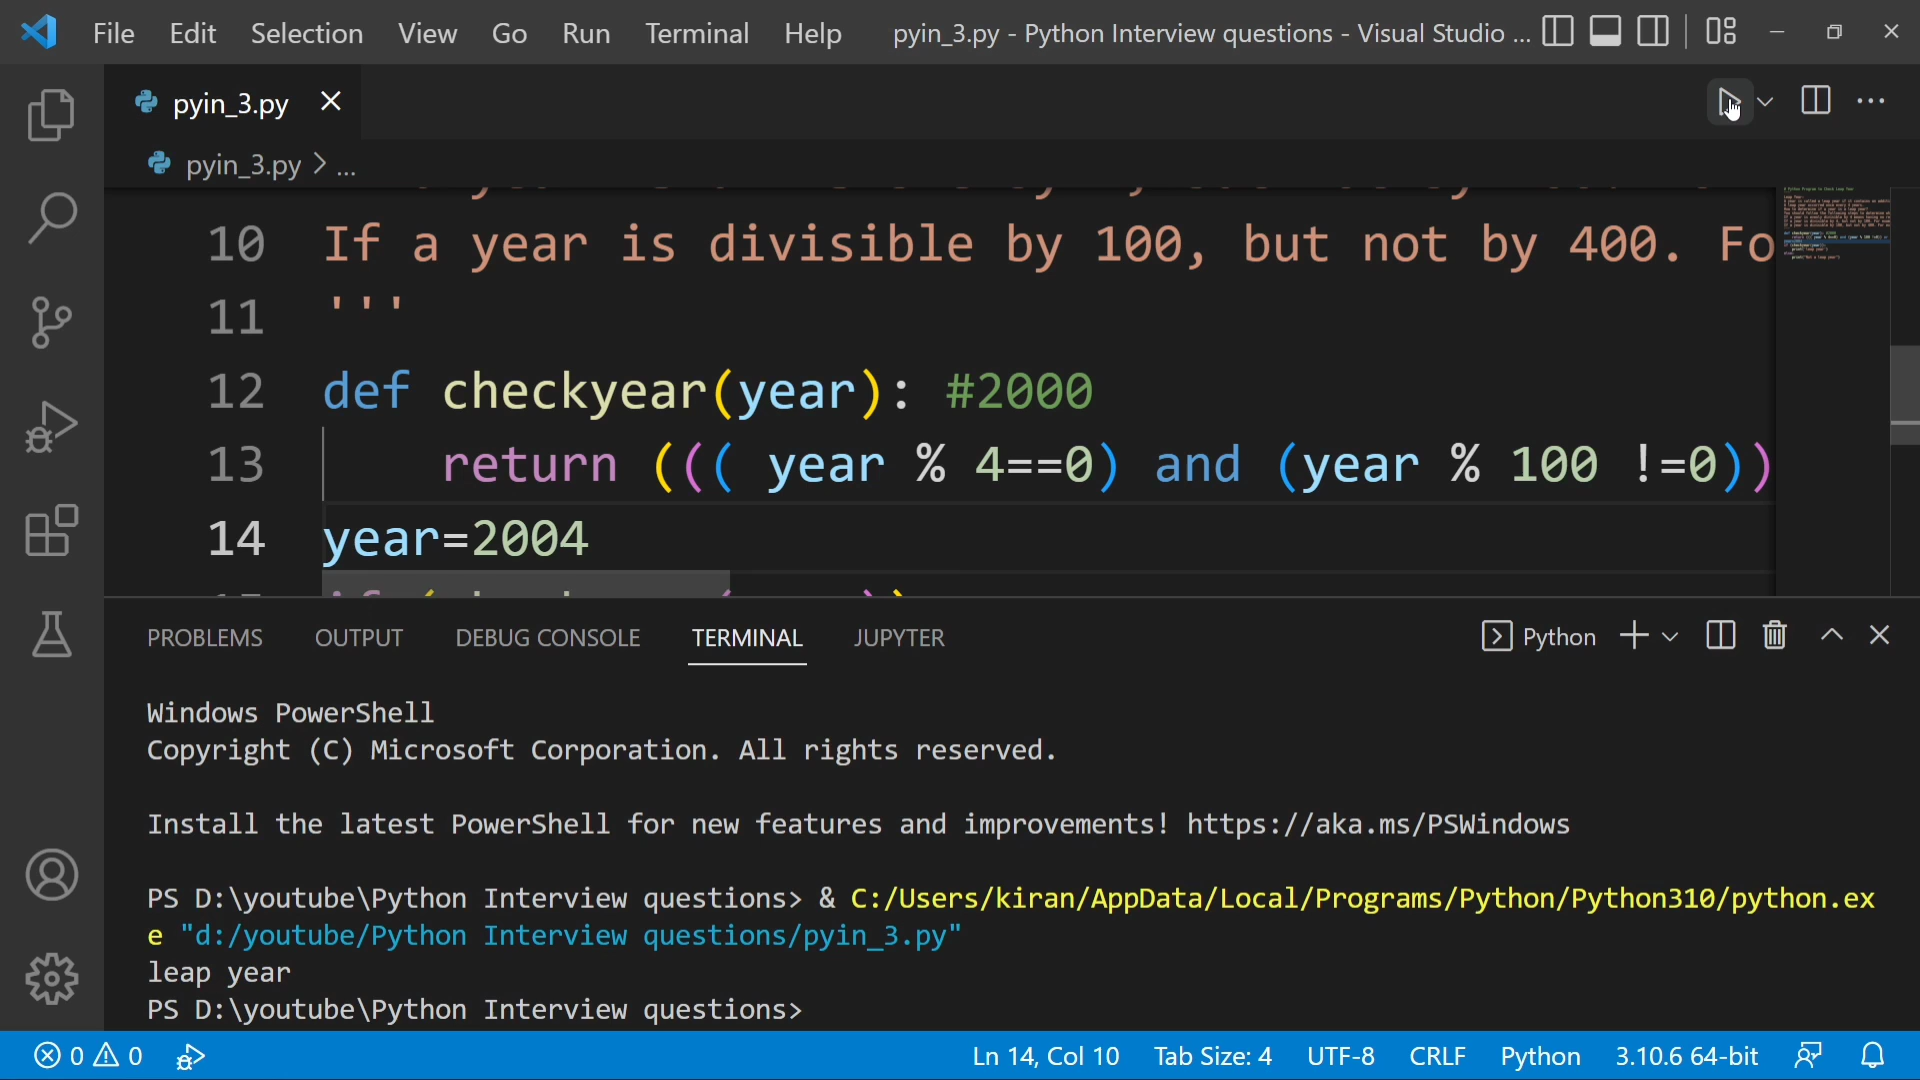 File Edit Selection View Go Run Terminal Help pyin_3.py - Python Interview questions - Visual Studio ...
pyin_3.py
pyin_3.py > ...
10 If a year is divisible by 100, but not by 400. Fo
11 '''
12 def checkyear(year): #2000
13 return ((( year % 4==0) and (year % 100 !=0))
14 year=2004
PROBLEMS OUTPUT DEBUG CONSOLE TERMINAL JUPYTER Python
Windows PowerShell
Copyright (C) Microsoft Corporation. All rights reserved.
Install the latest PowerShell for new features and improvements! https://aka.ms/PSWindows
PS D:\youtube\Python Interview questions> & C:/Users/kiran/AppData/Local/Programs/Python/Python310/python.ex
e "d:/youtube/Python Interview questions/pyin_3.py"
leap year
PS D:\youtube\Python Interview questions>
0 0 Ln 14, Col 10 Tab Size: 4 UTF-8 CRLF Python 3.10.6 64-bit